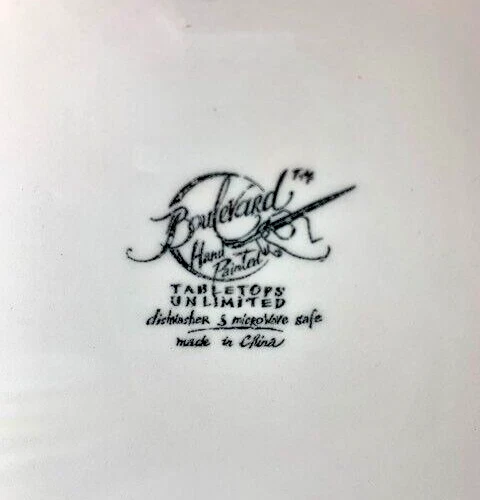 Boulevard TM
Hand
Painted
TABLETOPS
UNLIMITED
dishwasher & microwave safe
made in China